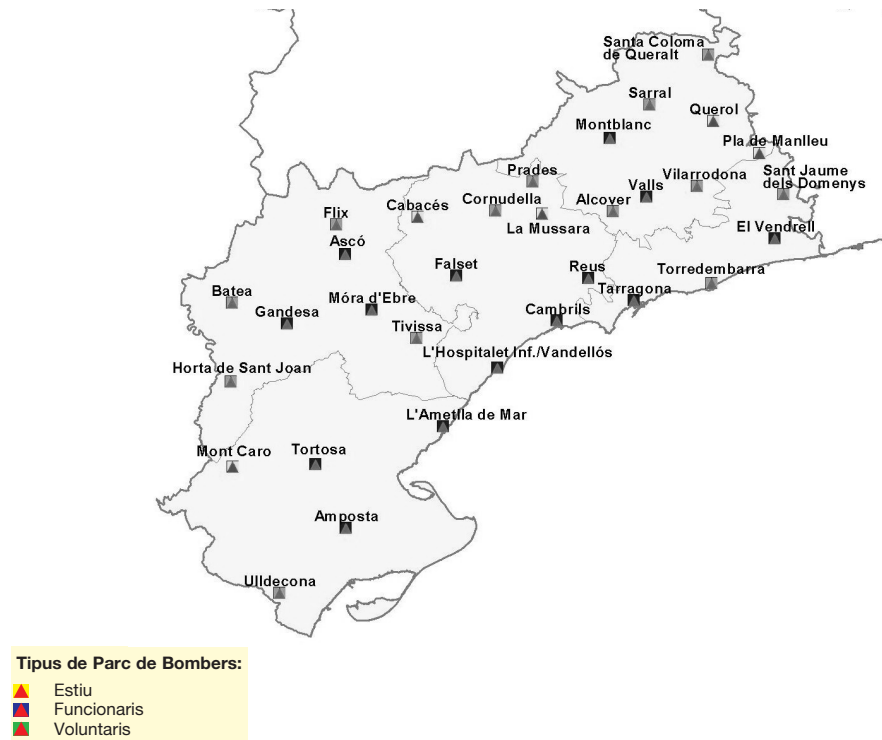 Santa Coloma
de Queralt
Sarral
Querol
Montblanc
Pla de Manlleu
Prades
Vilarrodona
Sant Jaume
dels Domenys
Valls
Cabacés
Cornudella
Alcover
Flix
La Mussara
El Vendrell
Ascó
Falset
Reus
Torredembarra
Batea
Móra d'Ebre
Tarragona
Gandesa
Cambrils
Tivissa
L'Hospitalet Inf./Vandellós
Horta de Sant Joan
L'Ametlla de Mar
Mont Caro
Tortosa
Amposta
Ulldecona
Tipus de Parc de Bombers:
Estiu
Funcionaris
Voluntaris